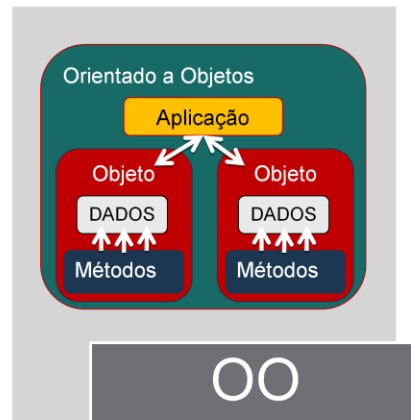 Orientado a Objetos
Aplicação
Objeto
Objeto
DADOS
DADOS
Métodos
Métodos
OO